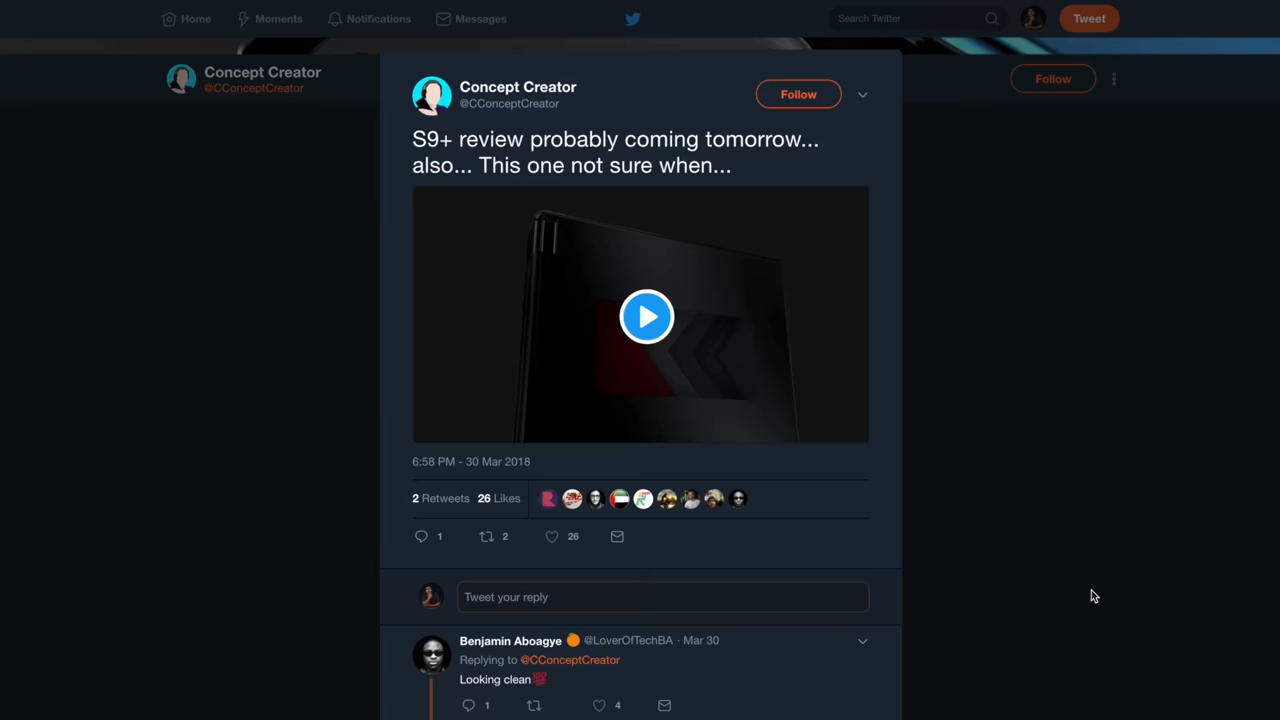 Home Moments Notifications Messages Search Twitter Tweet
Concept Creator
@CConceptCreator
Follow
Concept Creator
@CConceptCreator
Follow
S9+ review probably coming tomorrow...
also... This one not sure when...
6:58 PM - 30 Mar 2018
2 Retweets 26 Likes
1 2 26
Tweet your reply
Benjamin Aboagye 🍊 @LoverOfTechBA · Mar 30
Replying to @CConceptCreator
Looking clean💯
1 4